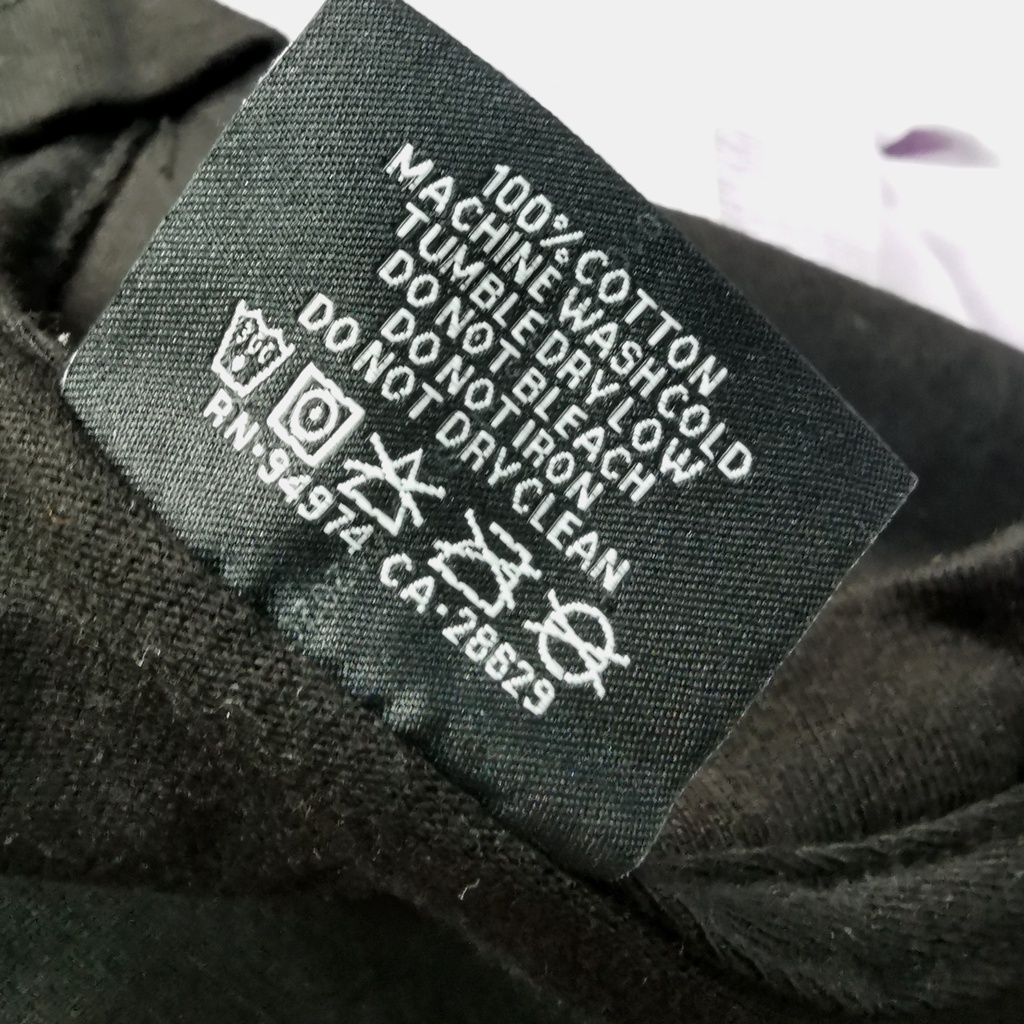 100% COTTON
MACHINE WASH COLD
TUMBLE DRY LOW
DO NOT BLEACH
DO NOT IRON
DO NOT DRY CLEAN
RN·94974 CA·28629